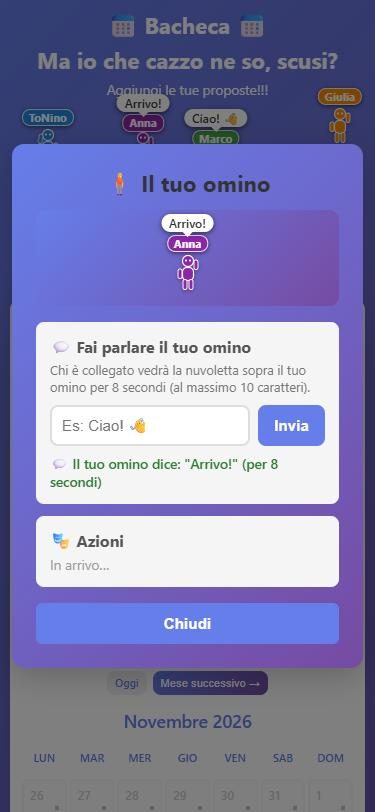 Bacheca
Ma io che cazzo ne so, scusi?
Aggiungi le tue proposte!!!
ToNino
Arrivo!
Anna
Ciao! 👋
Marco
Giulia
Il tuo omino
Arrivo!
Anna
💬 Fai parlare il tuo omino
Chi è collegato vedrà la nuvoletta sopra il tuo
omino per 8 secondi (al massimo 10 caratteri).
Es: Ciao! 👋
Invia
💬 Il tuo omino dice: "Arrivo!" (per 8
secondi)
🎭 Azioni
In arrivo...
Chiudi
Oggi
Mese successivo →
Novembre 2026
LUN MAR MER GIO VEN SAB DOM
26 27 28 29 30 31 1